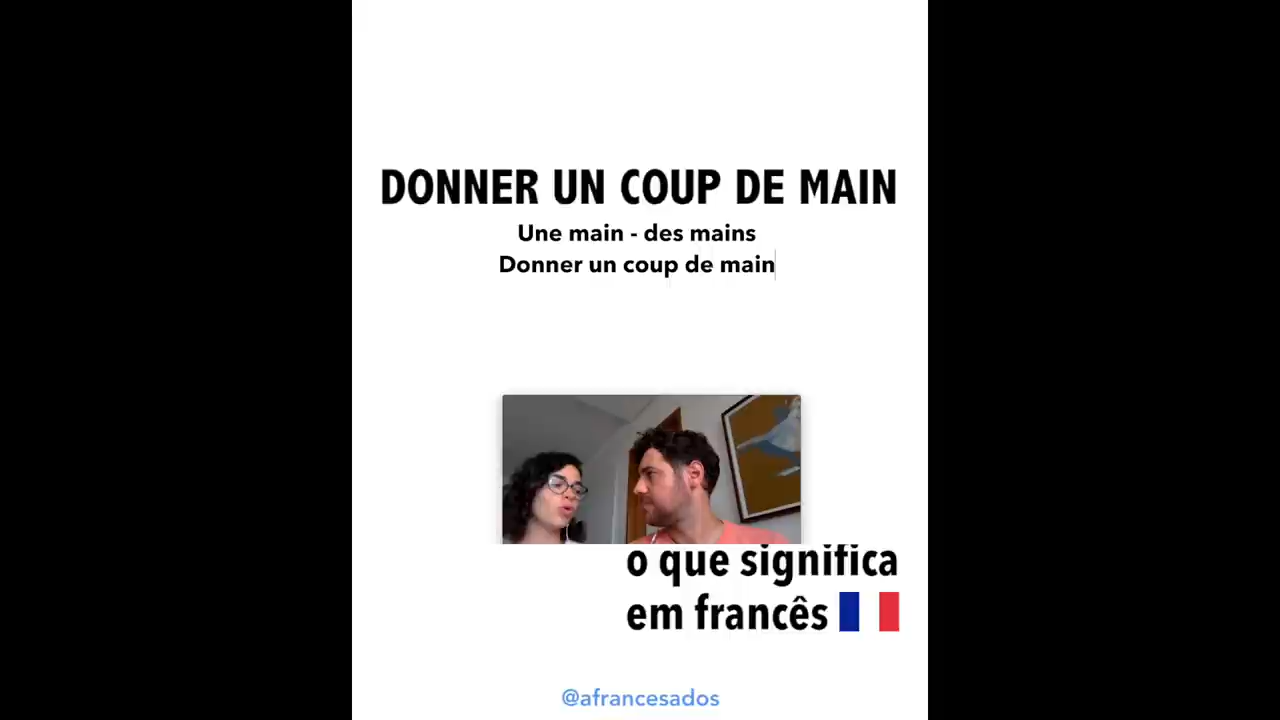 DONNER UN COUP DE MAIN
Une main - des mains
Donner un coup de main
o que significa
em francês
@afrancesados